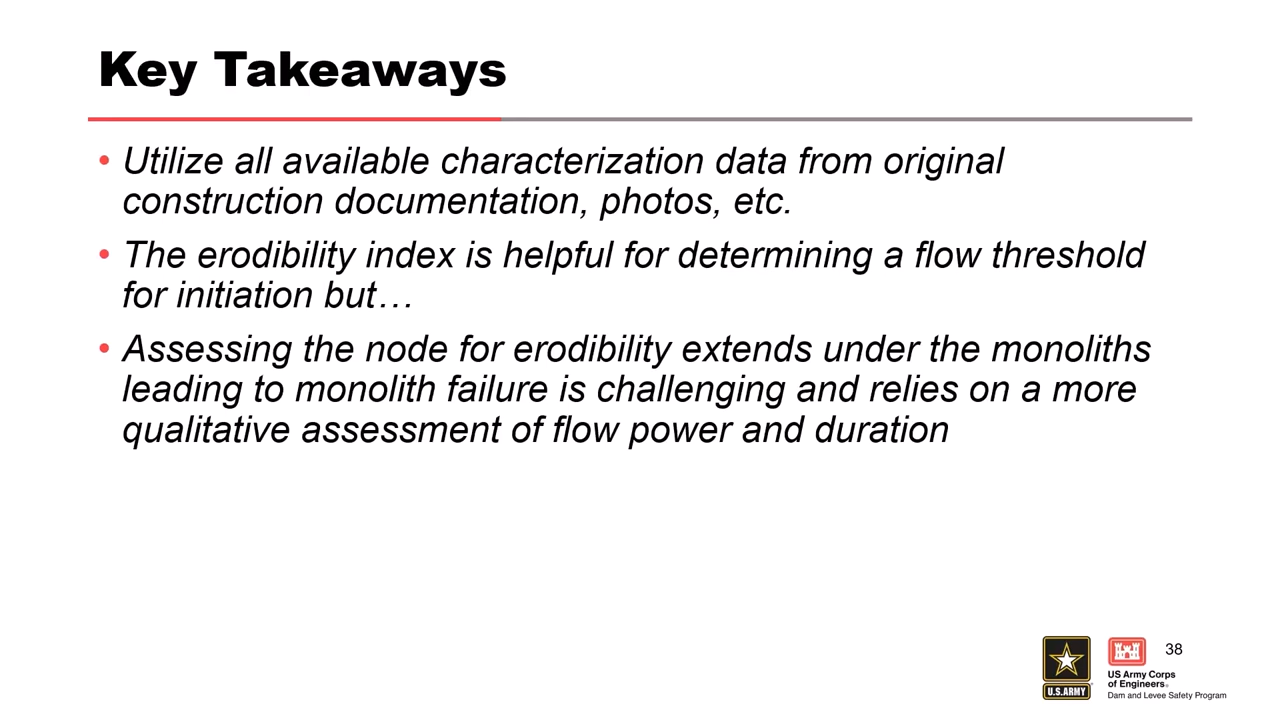 Key Takeaways
• Utilize all available characterization data from original
construction documentation, photos, etc.
• The erodibility index is helpful for determining a flow threshold
for initiation but…
• Assessing the node for erodibility extends under the monoliths
leading to monolith failure is challenging and relies on a more
qualitative assessment of flow power and duration
38
U.S.ARMY
US Army Corps
of Engineers®
Dam and Levee Safety Program